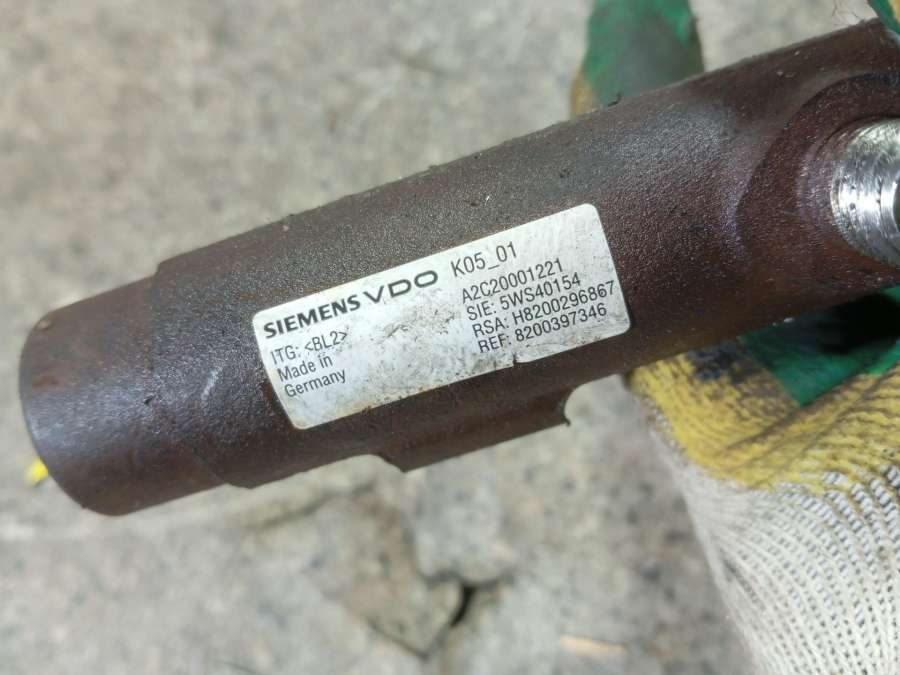 SIEMENS VDO K05_01
A2C20001221
ITG: <BL2> SIE: 5WS40154
Made in RSA: H8200296867
Germany REF: 8200397346